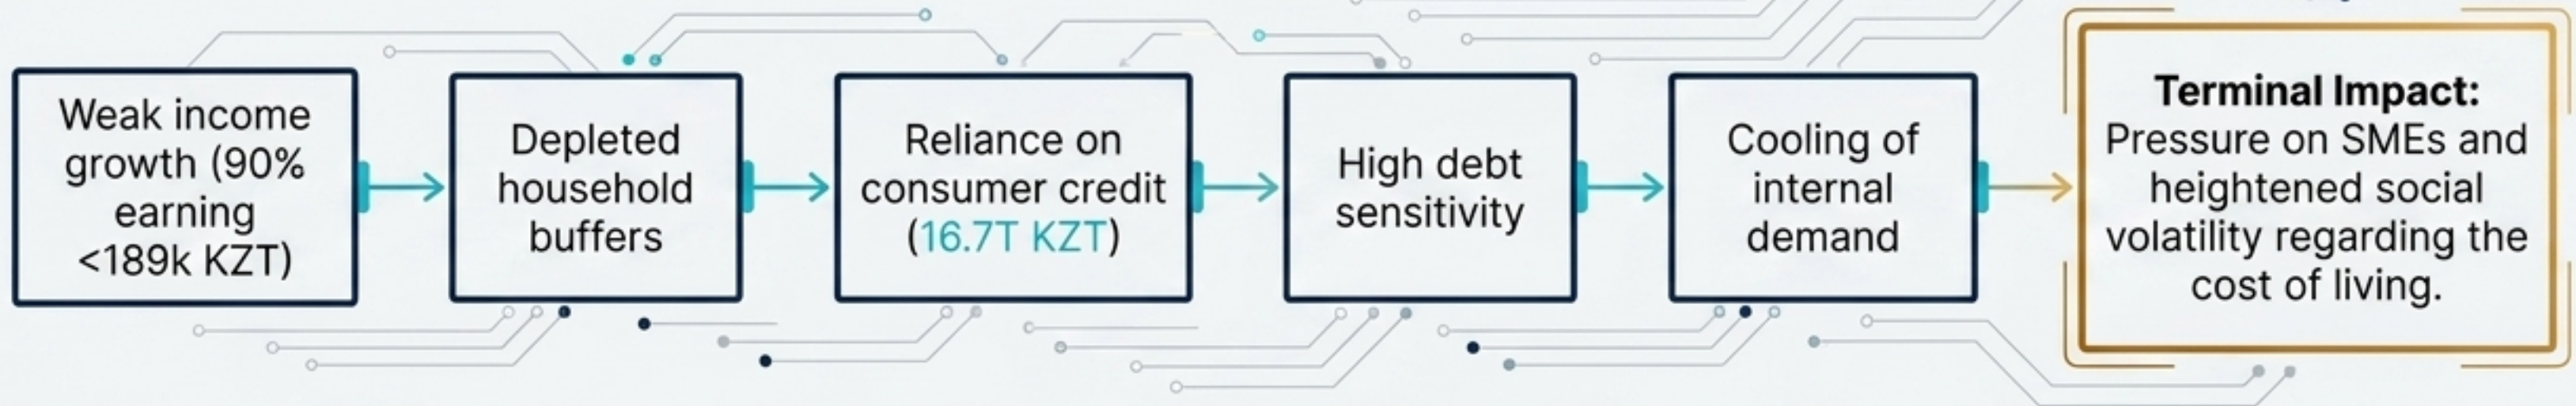 Weak income
growth (90%
earning
<189k KZT)
Depleted
household
buffers
Reliance on
consumer credit
(16.7T KZT)
High debt
sensitivity
Cooling of
internal
demand
Terminal Impact:
Pressure on SMEs and
heightened social
volatility regarding the
cost of living.